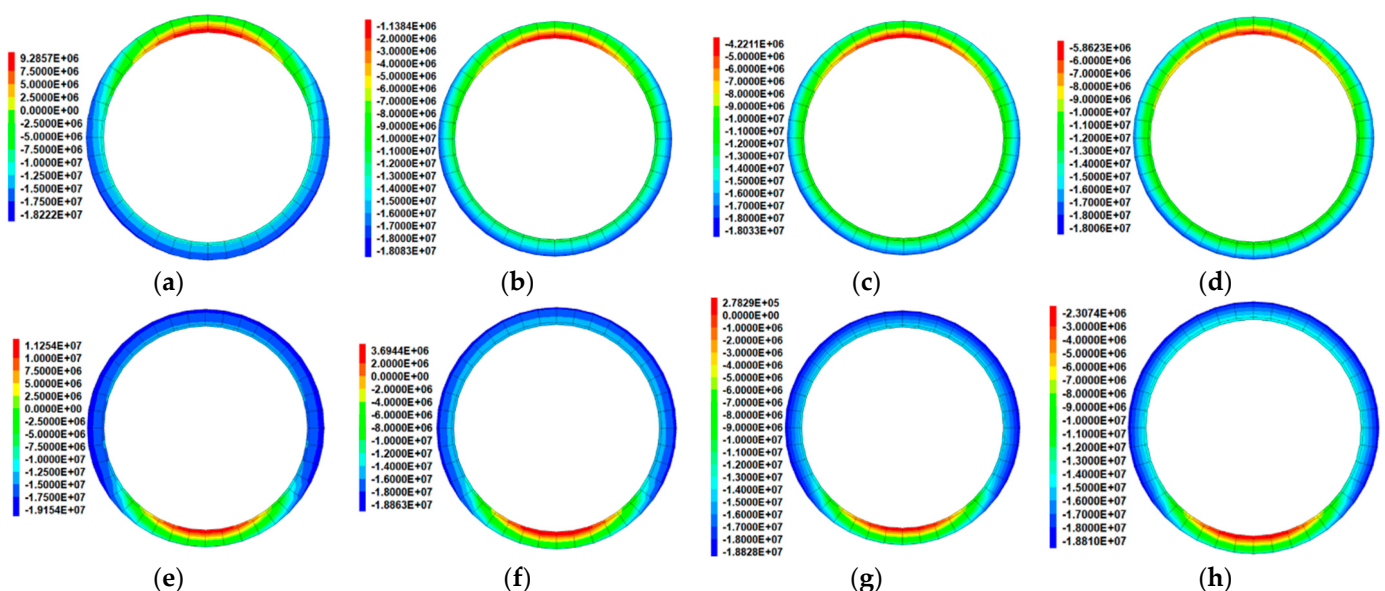 9.2857E+06
7.5000E+06
5.0000E+06
2.5000E+06
0.0000E+00
-2.5000E+06
-5.0000E+06
-7.5000E+06
-1.0000E+07
-1.2500E+07
-1.5000E+07
-1.7500E+07
-1.8222E+07
(a)
-1.1384E+06
-2.0000E+06
-3.0000E+06
-4.0000E+06
-5.0000E+06
-6.0000E+06
-7.0000E+06
-8.0000E+06
-9.0000E+06
-1.0000E+07
-1.1000E+07
-1.2000E+07
-1.3000E+07
-1.4000E+07
-1.5000E+07
-1.6000E+07
-1.7000E+07
-1.8000E+07
-1.8083E+07
(b)
-4.2211E+06
-5.0000E+06
-6.0000E+06
-7.0000E+06
-8.0000E+06
-9.0000E+06
-1.0000E+07
-1.1000E+07
-1.2000E+07
-1.3000E+07
-1.4000E+07
-1.5000E+07
-1.6000E+07
-1.7000E+07
-1.8000E+07
-1.8033E+07
(c)
-5.8623E+06
-6.0000E+06
-7.0000E+06
-8.0000E+06
-9.0000E+06
-1.0000E+07
-1.1000E+07
-1.2000E+07
-1.3000E+07
-1.4000E+07
-1.5000E+07
-1.6000E+07
-1.7000E+07
-1.8000E+07
-1.8006E+07
(d)
1.1254E+07
1.0000E+07
7.5000E+06
5.0000E+06
2.5000E+06
0.0000E+00
-2.5000E+06
-5.0000E+06
-7.5000E+06
-1.0000E+07
-1.2500E+07
-1.5000E+07
-1.7500E+07
-1.9154E+07
(e)
3.6944E+06
2.0000E+06
0.0000E+00
-2.0000E+06
-4.0000E+06
-6.0000E+06
-8.0000E+06
-1.0000E+07
-1.2000E+07
-1.4000E+07
-1.6000E+07
-1.8000E+07
-1.8863E+07
(f)
2.7829E+05
0.0000E+00
-1.0000E+06
-2.0000E+06
-3.0000E+06
-4.0000E+06
-5.0000E+06
-6.0000E+06
-7.0000E+06
-8.0000E+06
-9.0000E+06
-1.0000E+07
-1.1000E+07
-1.2000E+07
-1.3000E+07
-1.4000E+07
-1.5000E+07
-1.6000E+07
-1.7000E+07
-1.8000E+07
-1.8828E+07
(g)
-2.3074E+06
-3.0000E+06
-4.0000E+06
-5.0000E+06
-6.0000E+06
-7.0000E+06
-8.0000E+06
-9.0000E+06
-1.0000E+07
-1.1000E+07
-1.2000E+07
-1.3000E+07
-1.4000E+07
-1.5000E+07
-1.6000E+07
-1.7000E+07
-1.8000E+07
-1.8810E+07
(h)